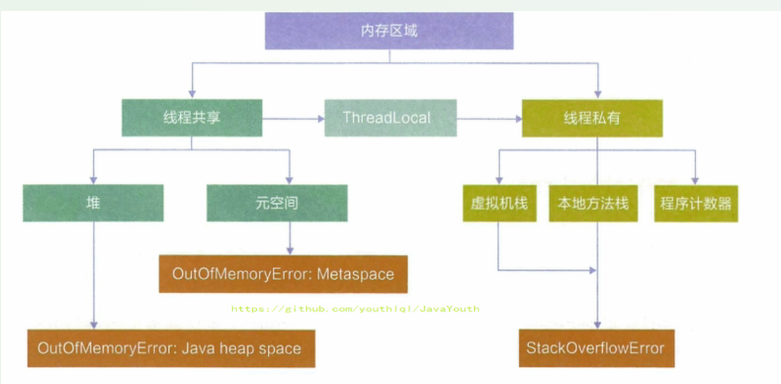 内存区域
线程共享
ThreadLocal
线程私有
堆
元空间
虚拟机栈
本地方法栈
程序计数器
OutOfMemoryError: Metaspace
https://github.com/youthlql/JavaYouth
OutOfMemoryError: Java heap space
StackOverflowError